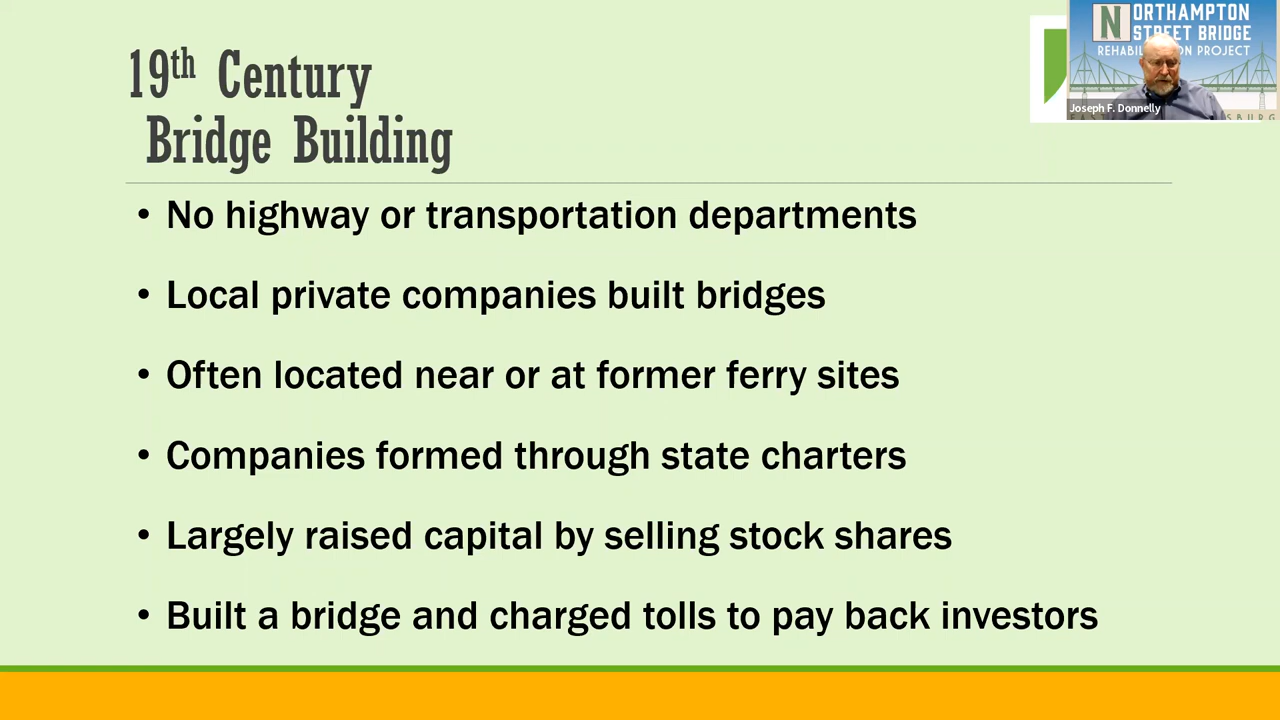 19th Century
Bridge Building
• No highway or transportation departments
• Local private companies built bridges
• Often located near or at former ferry sites
• Companies formed through state charters
• Largely raised capital by selling stock shares
• Built a bridge and charged tolls to pay back investors
NORTHAMPTON
STREET BRIDGE
PROJECT
Joseph F. Donnelly